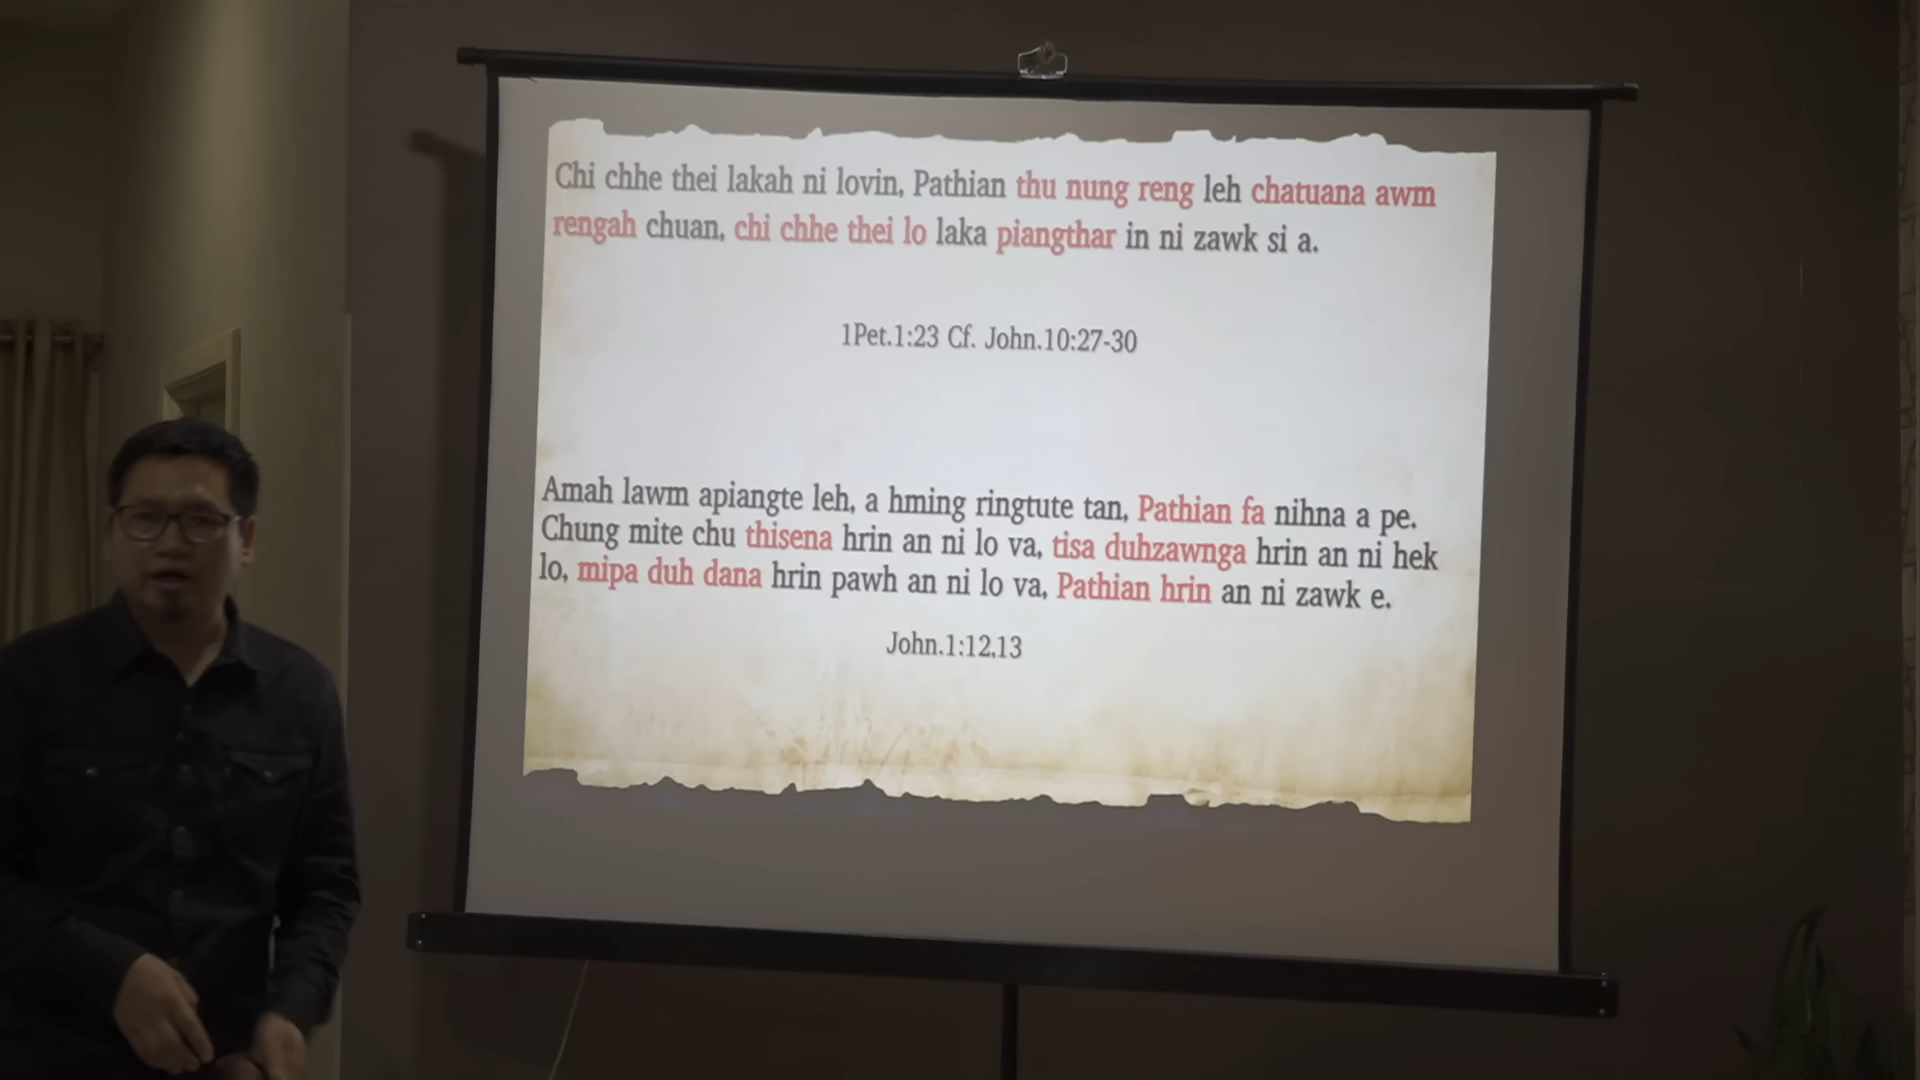 Chi chhe thei lakah ni lovin, Pathian thu nung reng leh chatuana awm
rengah chuan, chi chhe thei lo laka piangthar in ni zawk si a.
1Pet.1:23 Cf. John.10:27-30
Amah lawm apiangte leh, a hming ringtute tan, Pathian fa nihna a pe.
Chung mite chu thisena hrin an ni lo va, tisa duhzawnga hrin an ni hek
lo, mipa duh dana hrin pawh an ni lo va, Pathian hrin an ni zawk e.
John.1:12,13